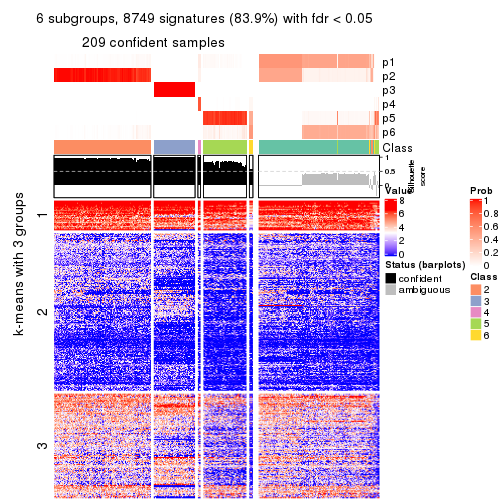 6 subgroups, 8749 signatures (83.9%) with fdr < 0.05
209 confident samples
p1
p2
p3
p4
p5
p6
Class
1
0.5
0
Silhouette
score
k-means with 3 groups
1
2
3
Value
8
6
4
2
0
Status (barplots)
confident
ambiguous
Prob
1
0.8
0.6
0.4
0.2
0
Class
2
3
4
5
6